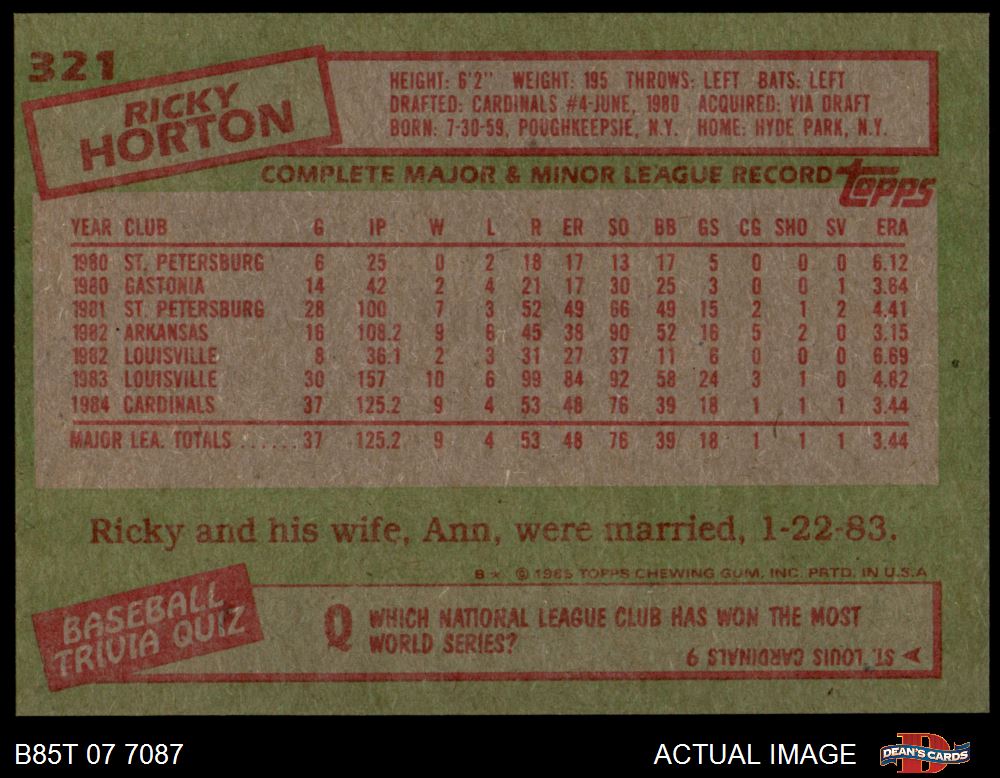 321
RICKY
HORTON
HEIGHT: 6'2" WEIGHT: 195 THROWS: LEFT BATS: LEFT
DRAFTED: CARDINALS #4-JUNE, 1980 ACQUIRED: VIA DRAFT
BORN: 7-30-59, POUGHKEEPSIE, N.Y. HOME: HYDE PARK, N.Y.
COMPLETE MAJOR & MINOR LEAGUE RECORD topps
YEAR CLUB G IP W L R ER SO BB GS CG SHO SV ERA
1980 ST. PETERSBURG 6 25 0 2 18 17 13 17 5 0 0 0 6.12
1980 GASTONIA 14 42 2 4 21 17 30 25 3 0 0 1 3.64
1981 ST. PETERSBURG 28 100 7 3 52 49 66 49 15 2 1 2 4.41
1982 ARKANSAS 16 108.2 9 6 45 38 90 52 16 5 2 0 3.15
1982 LOUISVILLE 8 36.1 2 3 31 27 37 11 6 0 0 0 6.69
1983 LOUISVILLE 30 157 10 6 99 84 92 58 24 3 1 0 4.82
1984 CARDINALS 37 125.2 9 4 53 48 76 39 18 1 1 1 3.44
MAJOR LEA. TOTALS ...... 37 125.2 9 4 53 48 76 39 18 1 1 1 3.44
Ricky and his wife, Ann, were married, 1-22-83.
B* © 1985 TOPPS CHEWING GUM, INC. PRTD. IN U.S.A
BASEBALL
TRIVIA QUIZ
Q WHICH NATIONAL LEAGUE CLUB HAS WON THE MOST
WORLD SERIES?
A ST. LOUIS CARDINALS 9
B85T 07 7087
ACTUAL IMAGE
D
DEAN'S CARDS